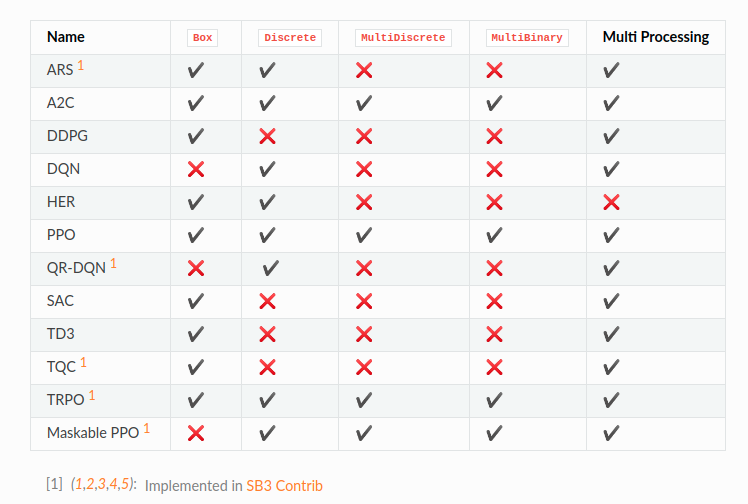 Name Box Discrete MultiDiscrete MultiBinary Multi Processing
ARS 1 ✔ ✔ ❌ ❌ ✔
A2C ✔ ✔ ✔ ✔ ✔
DDPG ✔ ❌ ❌ ❌ ✔
DQN ❌ ✔ ❌ ❌ ✔
HER ✔ ✔ ❌ ❌ ❌
PPO ✔ ✔ ✔ ✔ ✔
QR-DQN 1 ❌ ✔ ❌ ❌ ✔
SAC ✔ ❌ ❌ ❌ ✔
TD3 ✔ ❌ ❌ ❌ ✔
TQC 1 ✔ ❌ ❌ ❌ ✔
TRPO 1 ✔ ✔ ✔ ✔ ✔
Maskable PPO 1 ❌ ✔ ✔ ✔ ✔
[1] (1,2,3,4,5): Implemented in SB3 Contrib